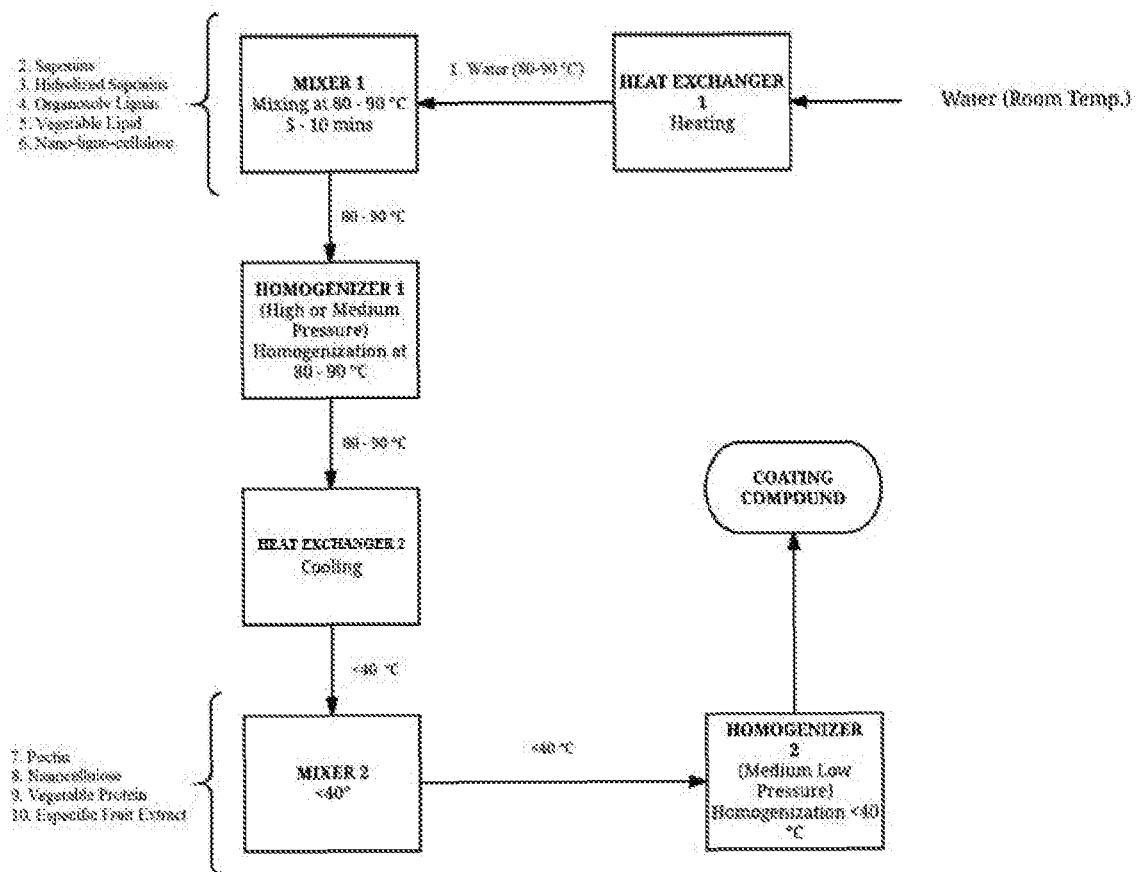 2. Saponins
3. Hidrolized Saponins
4. Organosolv Lignin
5. Vegetable Lipid
6. Nano-ligno-cellulose
MIXER 1
Mixing at 80 - 90 °C
5 - 10 mins
1. Water (80-90 °C)
HEAT EXCHANGER
1
Heating
Water (Room Temp.)
80 - 90 °C
HOMOGENIZER 1
(High or Medium
Pressure)
Homogenization at
80 - 90 °C
80 - 90 °C
HEAT EXCHANGER 2
Cooling
COATING
COMPOUND
<40 °C
7. Pectin
8. Nanocellulose
9. Vegetable Protein
10. Especific Fruit Extract
MIXER 2
<40°
<40 °C
HOMOGENIZER
2
(Medium Low
Pressure)
Homogenization <40
°C